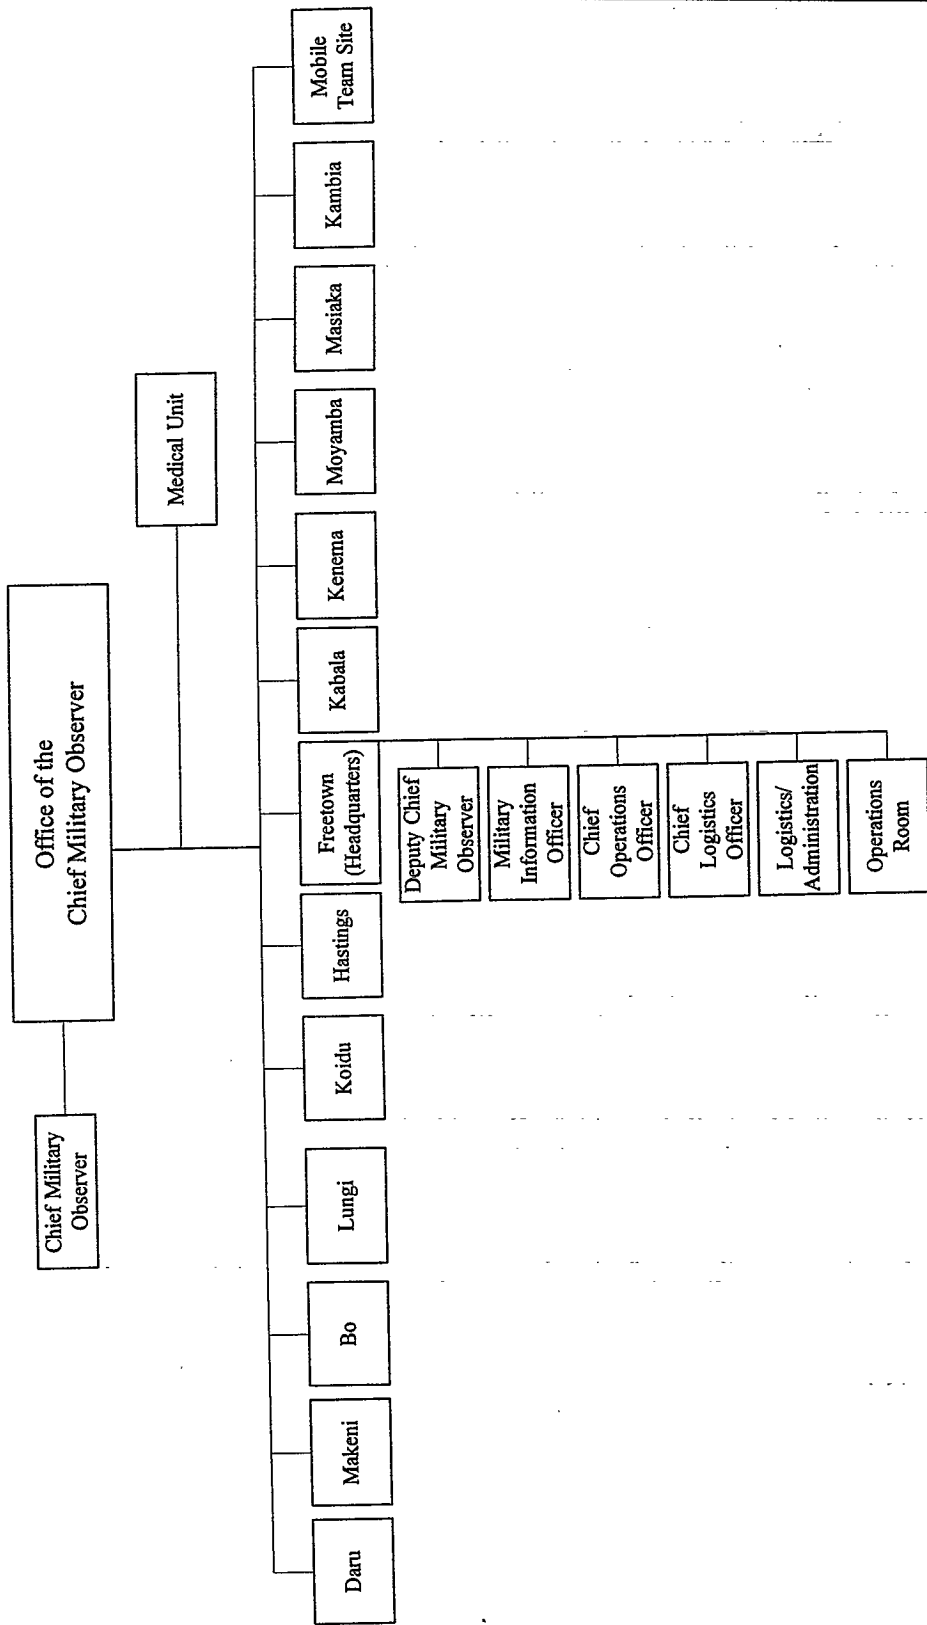 Office of the
Chief Military Observer
Chief Military
Observer
Medical Unit
Daru
Makeni
Bo
Lungi
Koidu
Hastings
Freetown
(Headquarters)
Kabala
Kenema
Moyamba
Masiaka
Kambia
Mobile
Team Site
Deputy Chief
Military
Observer
Military
Information
Officer
Chief
Operations
Officer
Chief
Logistics
Officer
Logistics/
Administration
Operations
Room